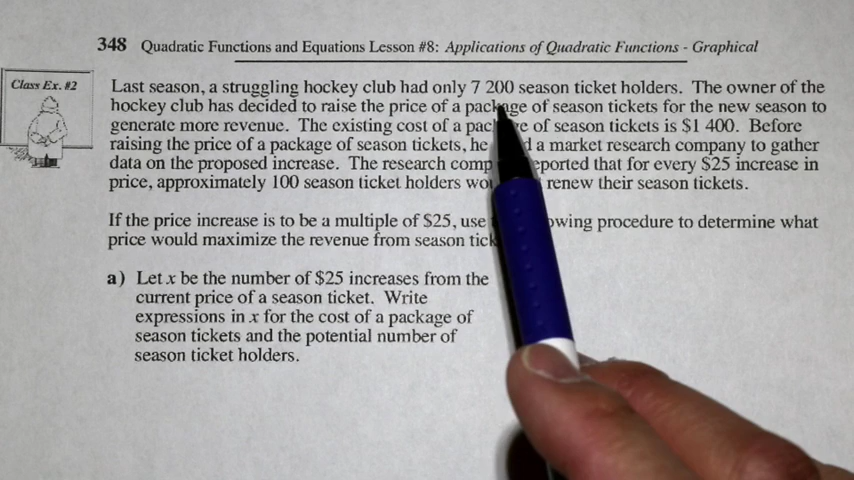 348 Quadratic Functions and Equations Lesson #8: Applications of Quadratic Functions - Graphical
Class Ex. #2
Last season, a struggling hockey club had only 7 200 season ticket holders. The owner of the
hockey club has decided to raise the price of a package of season tickets for the new season to
generate more revenue. The existing cost of a package of season tickets is $1 400. Before
raising the price of a package of season tickets, he a market research company to gather
data on the proposed increase. The research reported that for every $25 increase in
price, approximately 100 season ticket holders renew their season tickets.
If the price increase is to be a multiple of $25, use procedure to determine what
price would maximize the revenue from season
a) Let x be the number of $25 increases from the
current price of a season ticket. Write
expressions in x for the cost of a package of
season tickets and the potential number of
season ticket holders.